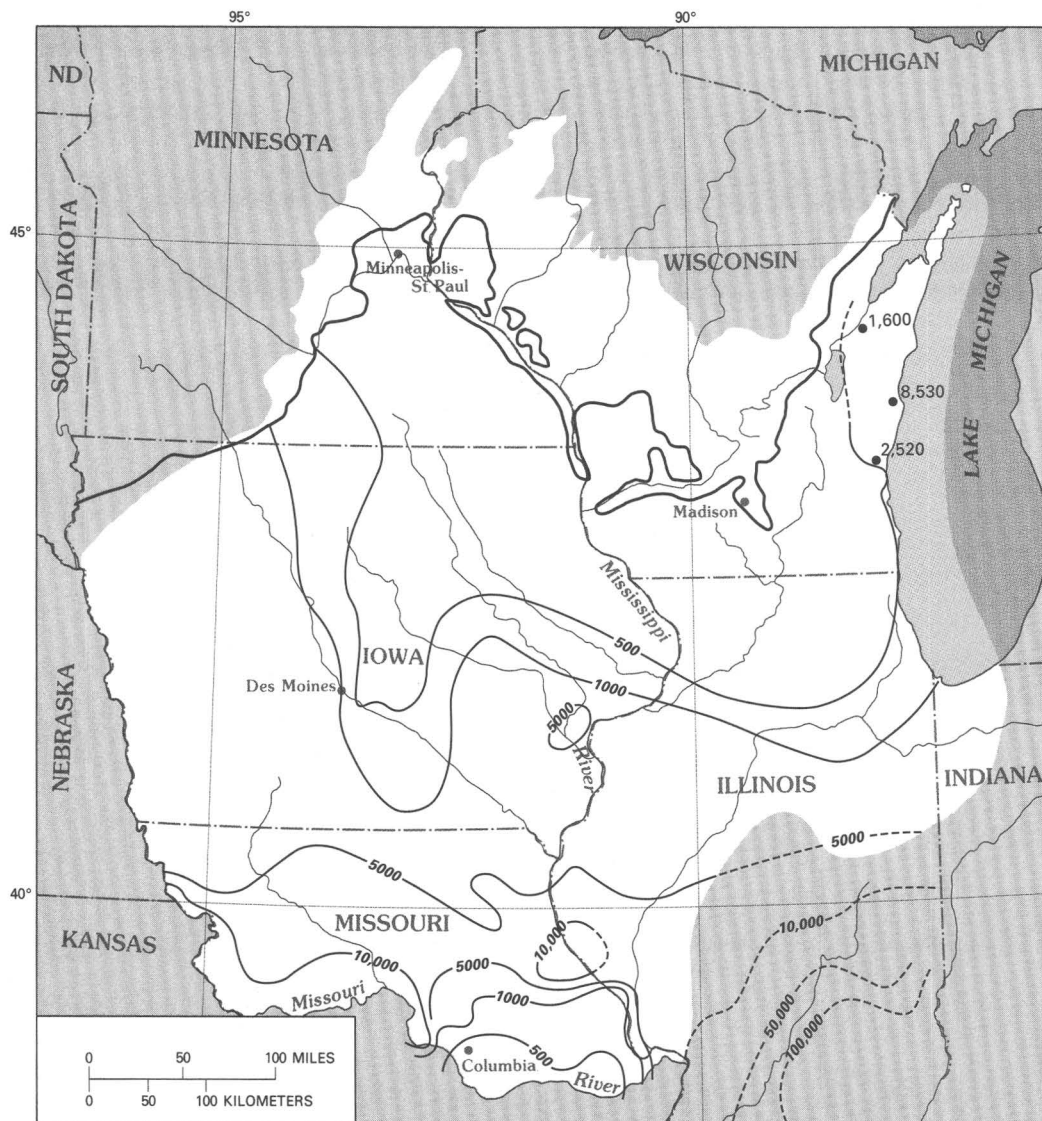 95°
90°
ND
MICHIGAN
MINNESOTA
45°
SOUTH DAKOTA
Minneapolis-
St Paul
WISCONSIN
MICHIGAN
LAKE
1,600
8,530
2,520
Madison
Mississippi
NEBRASKA
IOWA
500
1000
Des Moines
5000
River
ILLINOIS
INDIANA
5000
5000
40°
KANSAS
MISSOURI
10,000
10,000
10,000
5000
Missouri
1000
50,000
100,000
500
Columbia
River
0 50 100 MILES
0 50 100 KILOMETERS